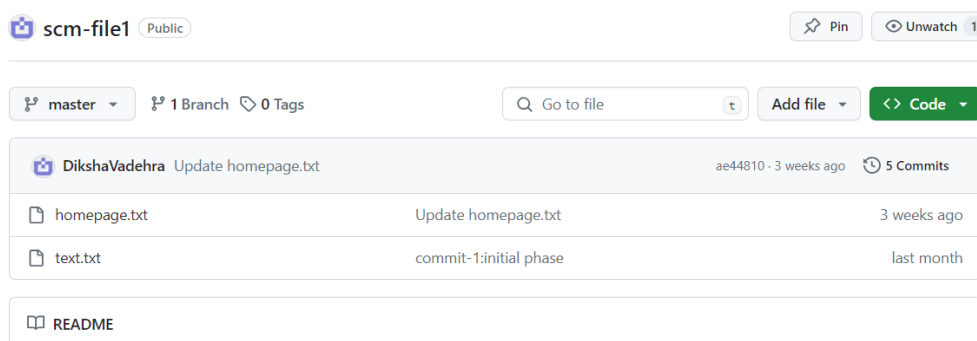 scm-file1 Public Pin Unwatch 1
master 1 Branch 0 Tags Go to file t Add file <> Code
DikshaVadehra Update homepage.txt ae44810 · 3 weeks ago 5 Commits
homepage.txt Update homepage.txt 3 weeks ago
text.txt commit-1:initial phase last month
README